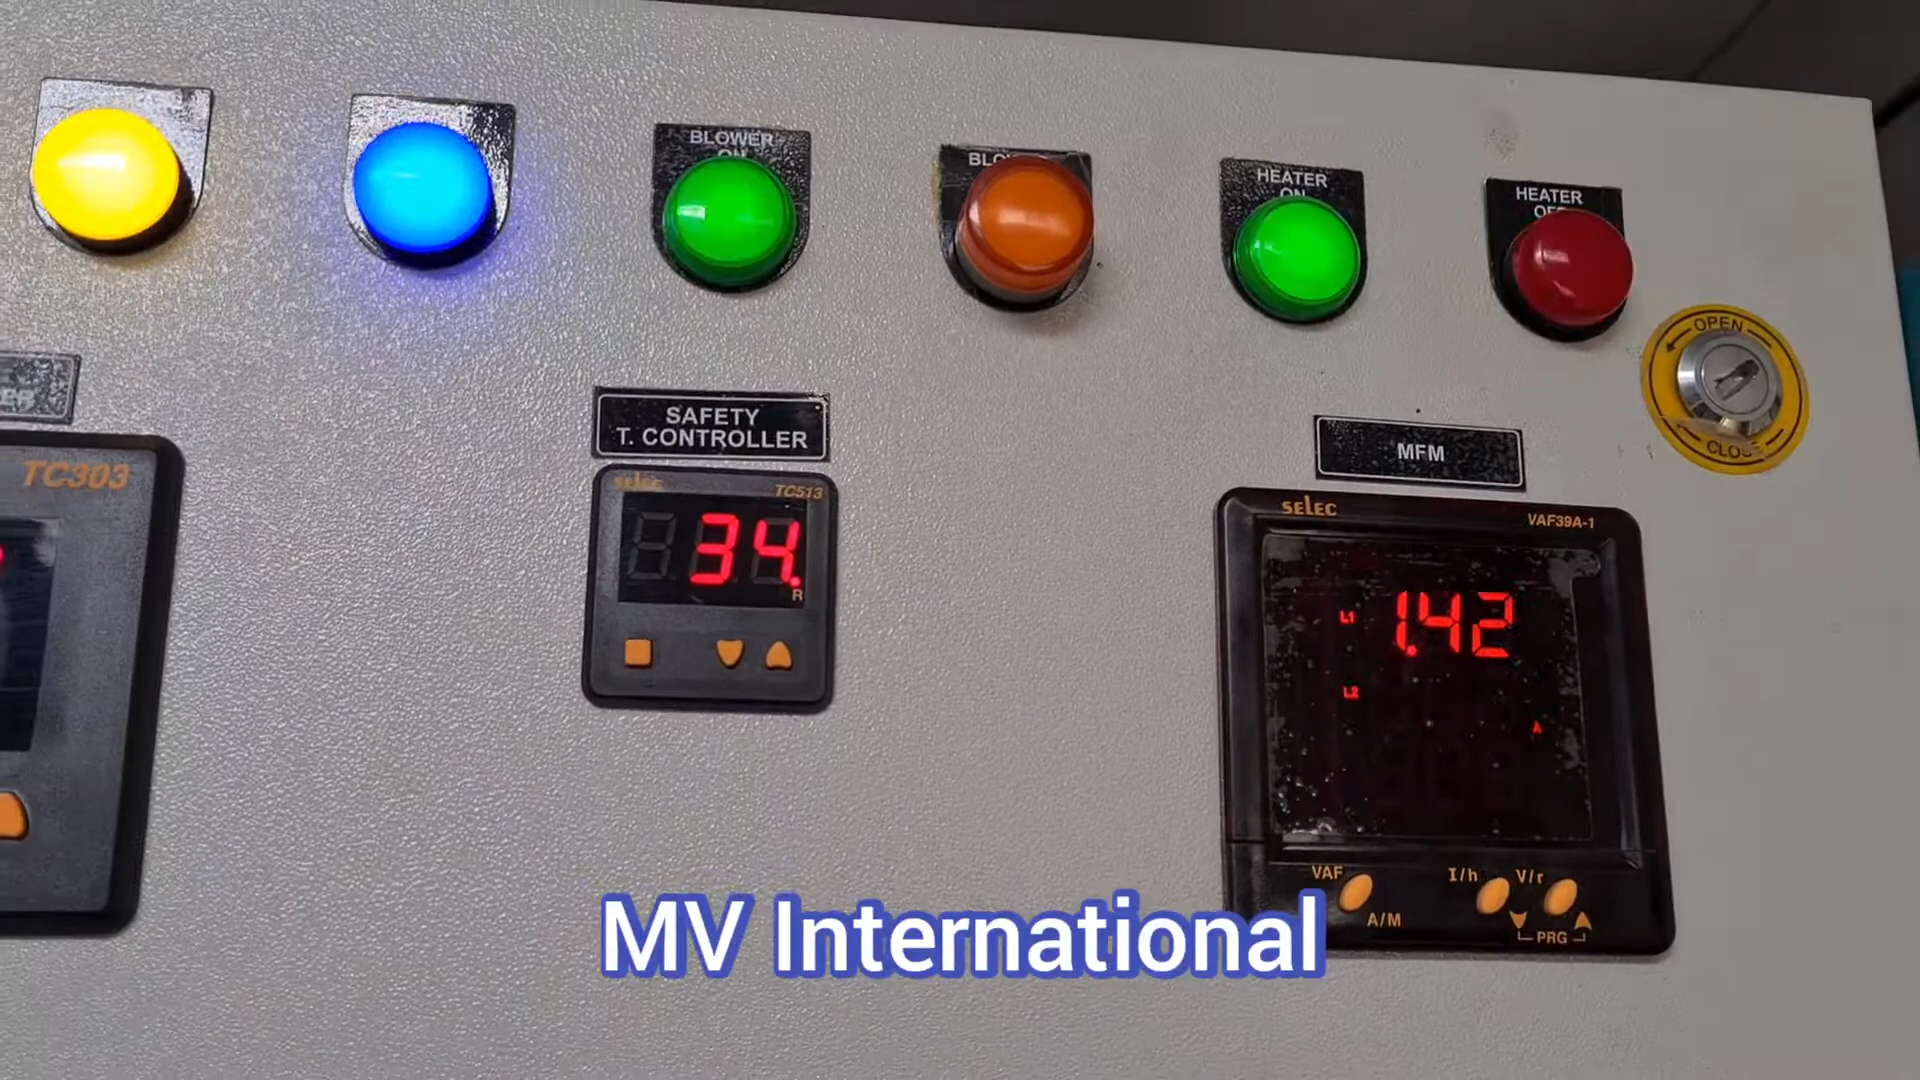 BLOWER
ON
HEATER
ON
HEATER
OFF
OPEN
CLOSE
SAFETY
T. CONTROLLER
MFM
TC303
selec
TC513
34.
R
SELEC
VAF39A-1
L1
1.42
L2
A
VAF
I/h
V/r
A/M
PRG
MV International